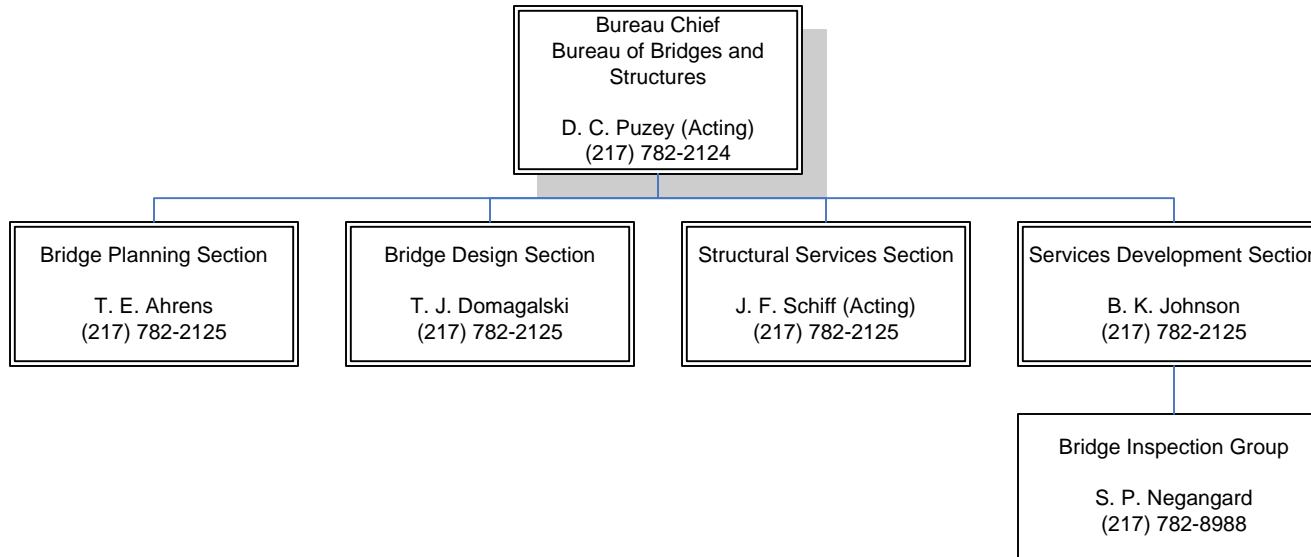 Bureau Chief
Bureau of Bridges and
Structures
D. C. Puzey (Acting)
(217) 782-2124
Bridge Planning Section
T. E. Ahrens
(217) 782-2125
Bridge Design Section
T. J. Domagalski
(217) 782-2125
Structural Services Section
J. F. Schiff (Acting)
(217) 782-2125
Services Development Section
B. K. Johnson
(217) 782-2125
Bridge Inspection Group
S. P. Negangard
(217) 782-8988